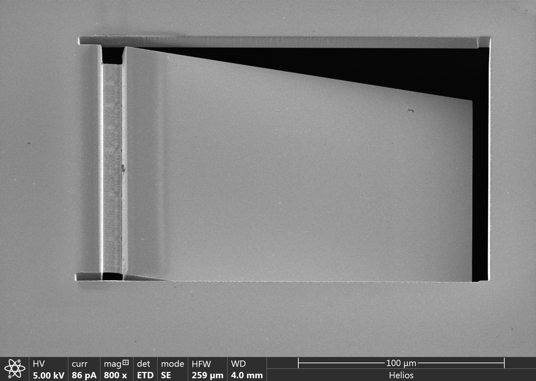 HV curr mag det mode HFW WD
5.00 kV 86 pA 800 x ETD SE 259 µm 4.0 mm
100 µm
Helios